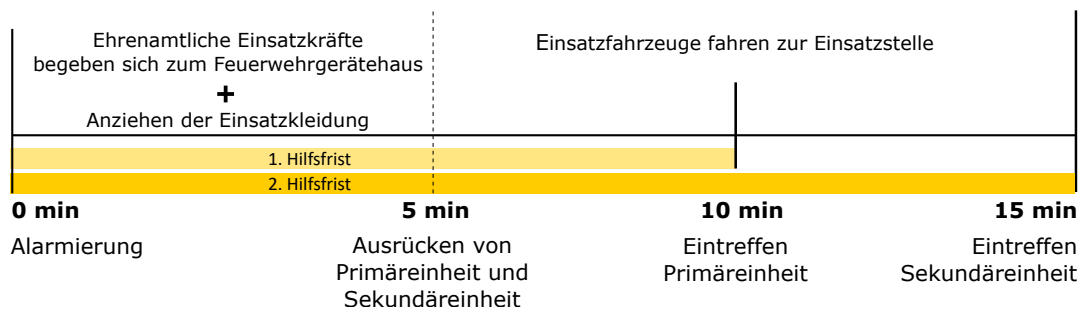 Ehrenamtliche Einsatzkräfte
begeben sich zum Feuerwehrgerätehaus
+
Anziehen der Einsatzkleidung
Einsatzfahrzeuge fahren zur Einsatzstelle
1. Hilfsfrist
2. Hilfsfrist
0 min
5 min
10 min
15 min
Alarmierung
Ausrücken von
Primäreinheit und
Sekundäreinheit
Eintreffen
Primäreinheit
Eintreffen
Sekundäreinheit